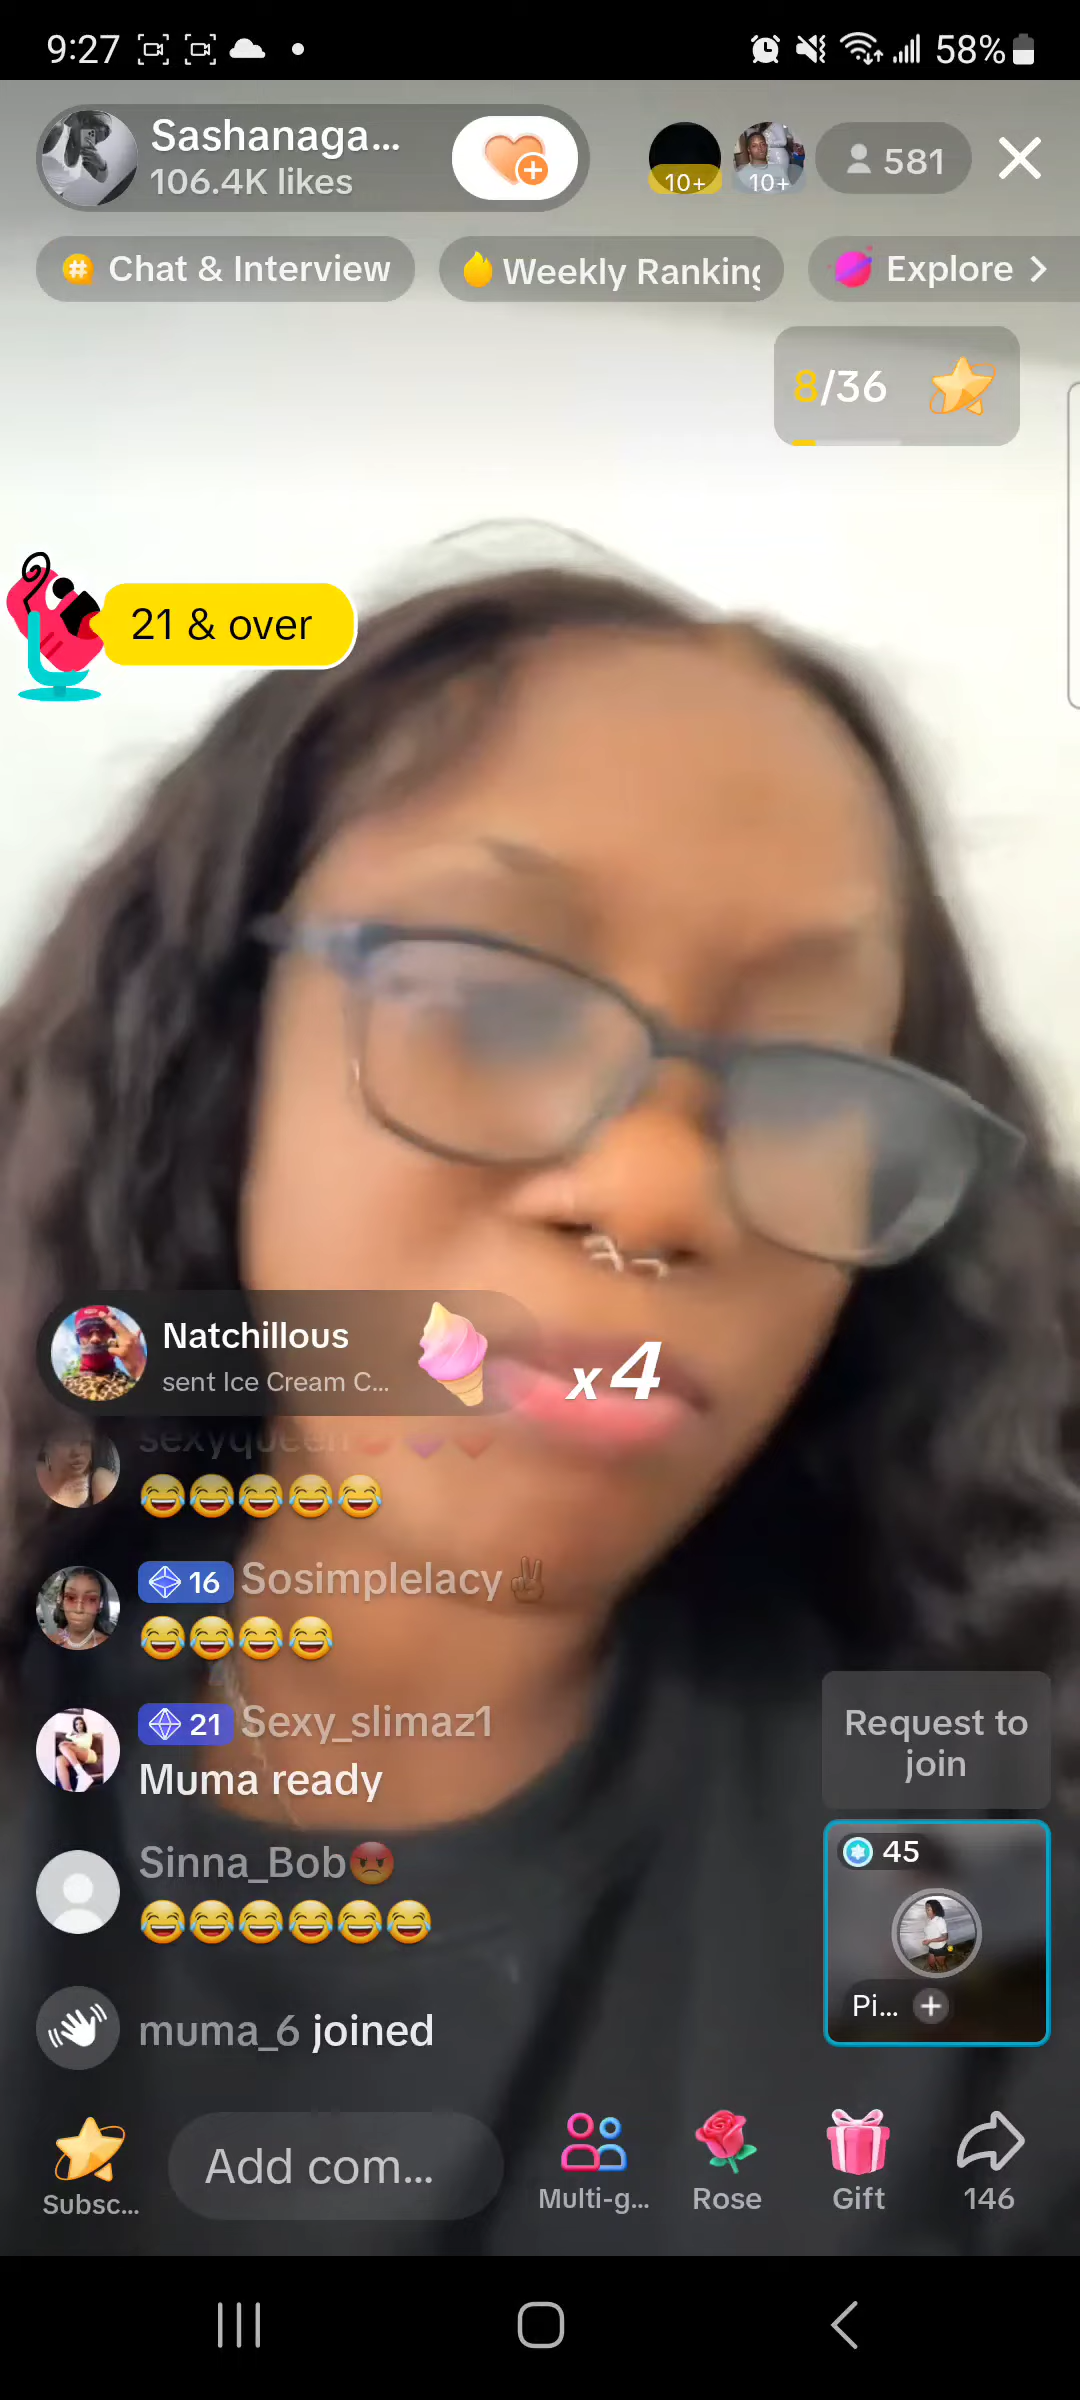 9:27
58%
Sashanaga...
106.4K likes
10+
10+
581
Chat & Interview
Weekly Ranking
Explore >
8/36
21 & over
Natchillous
sent Ice Cream C...
x4
sexyqueen
😂😂😂😂😂
16 Sosimplelacy✌🏾
😂😂😂😂
21 Sexy_slimaz1
Muma ready
Sinna_Bob😡
😂😂😂😂😂😂
muma_6 joined
Request to
join
45
Pi... +
Subsc...
Add com...
Multi-g...
Rose
Gift
146